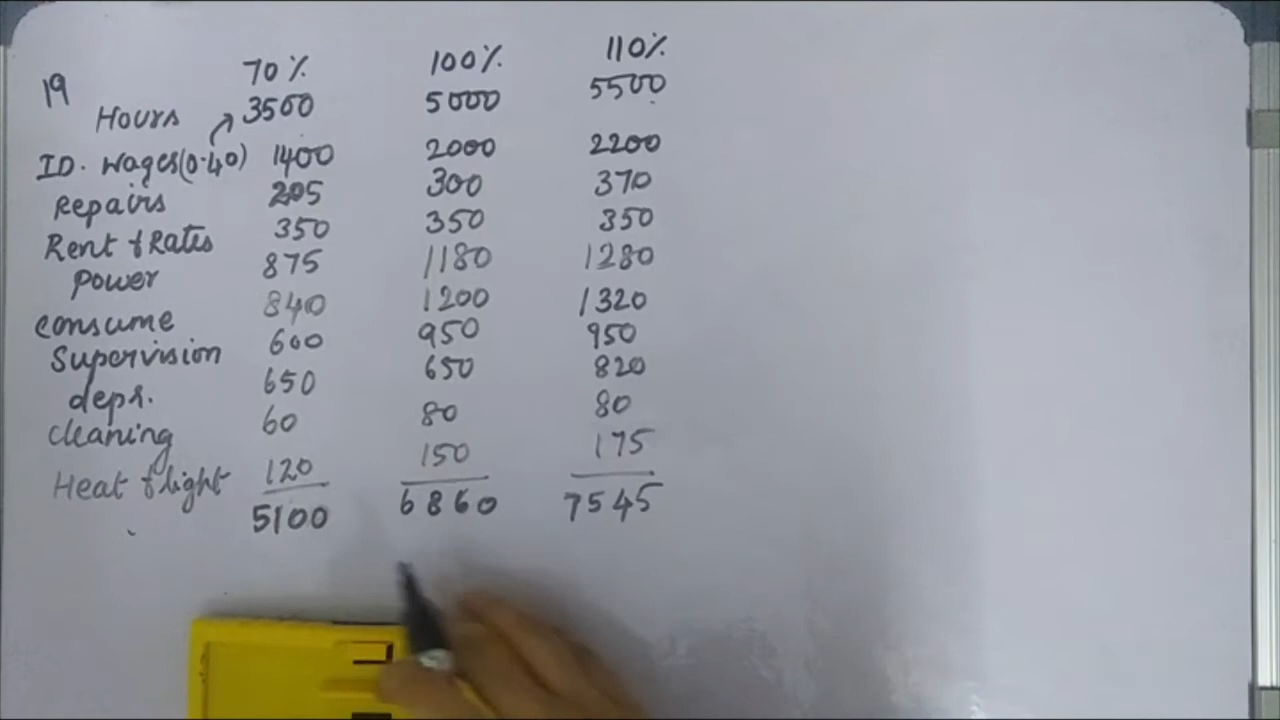 19 70% 100% 110%
Hours 3500 5000 5500
ID. Wages(0.40) 1400 2000 2200
Repairs 205 300 370
Rent & Rates 350 350 350
Power 875 1180 1280
Consume 840 1200 1320
Supervision 600 950 950
depr. 650 650 820
Cleaning 60 80 80
Heat & light 120 150 175
5100 6860 7545